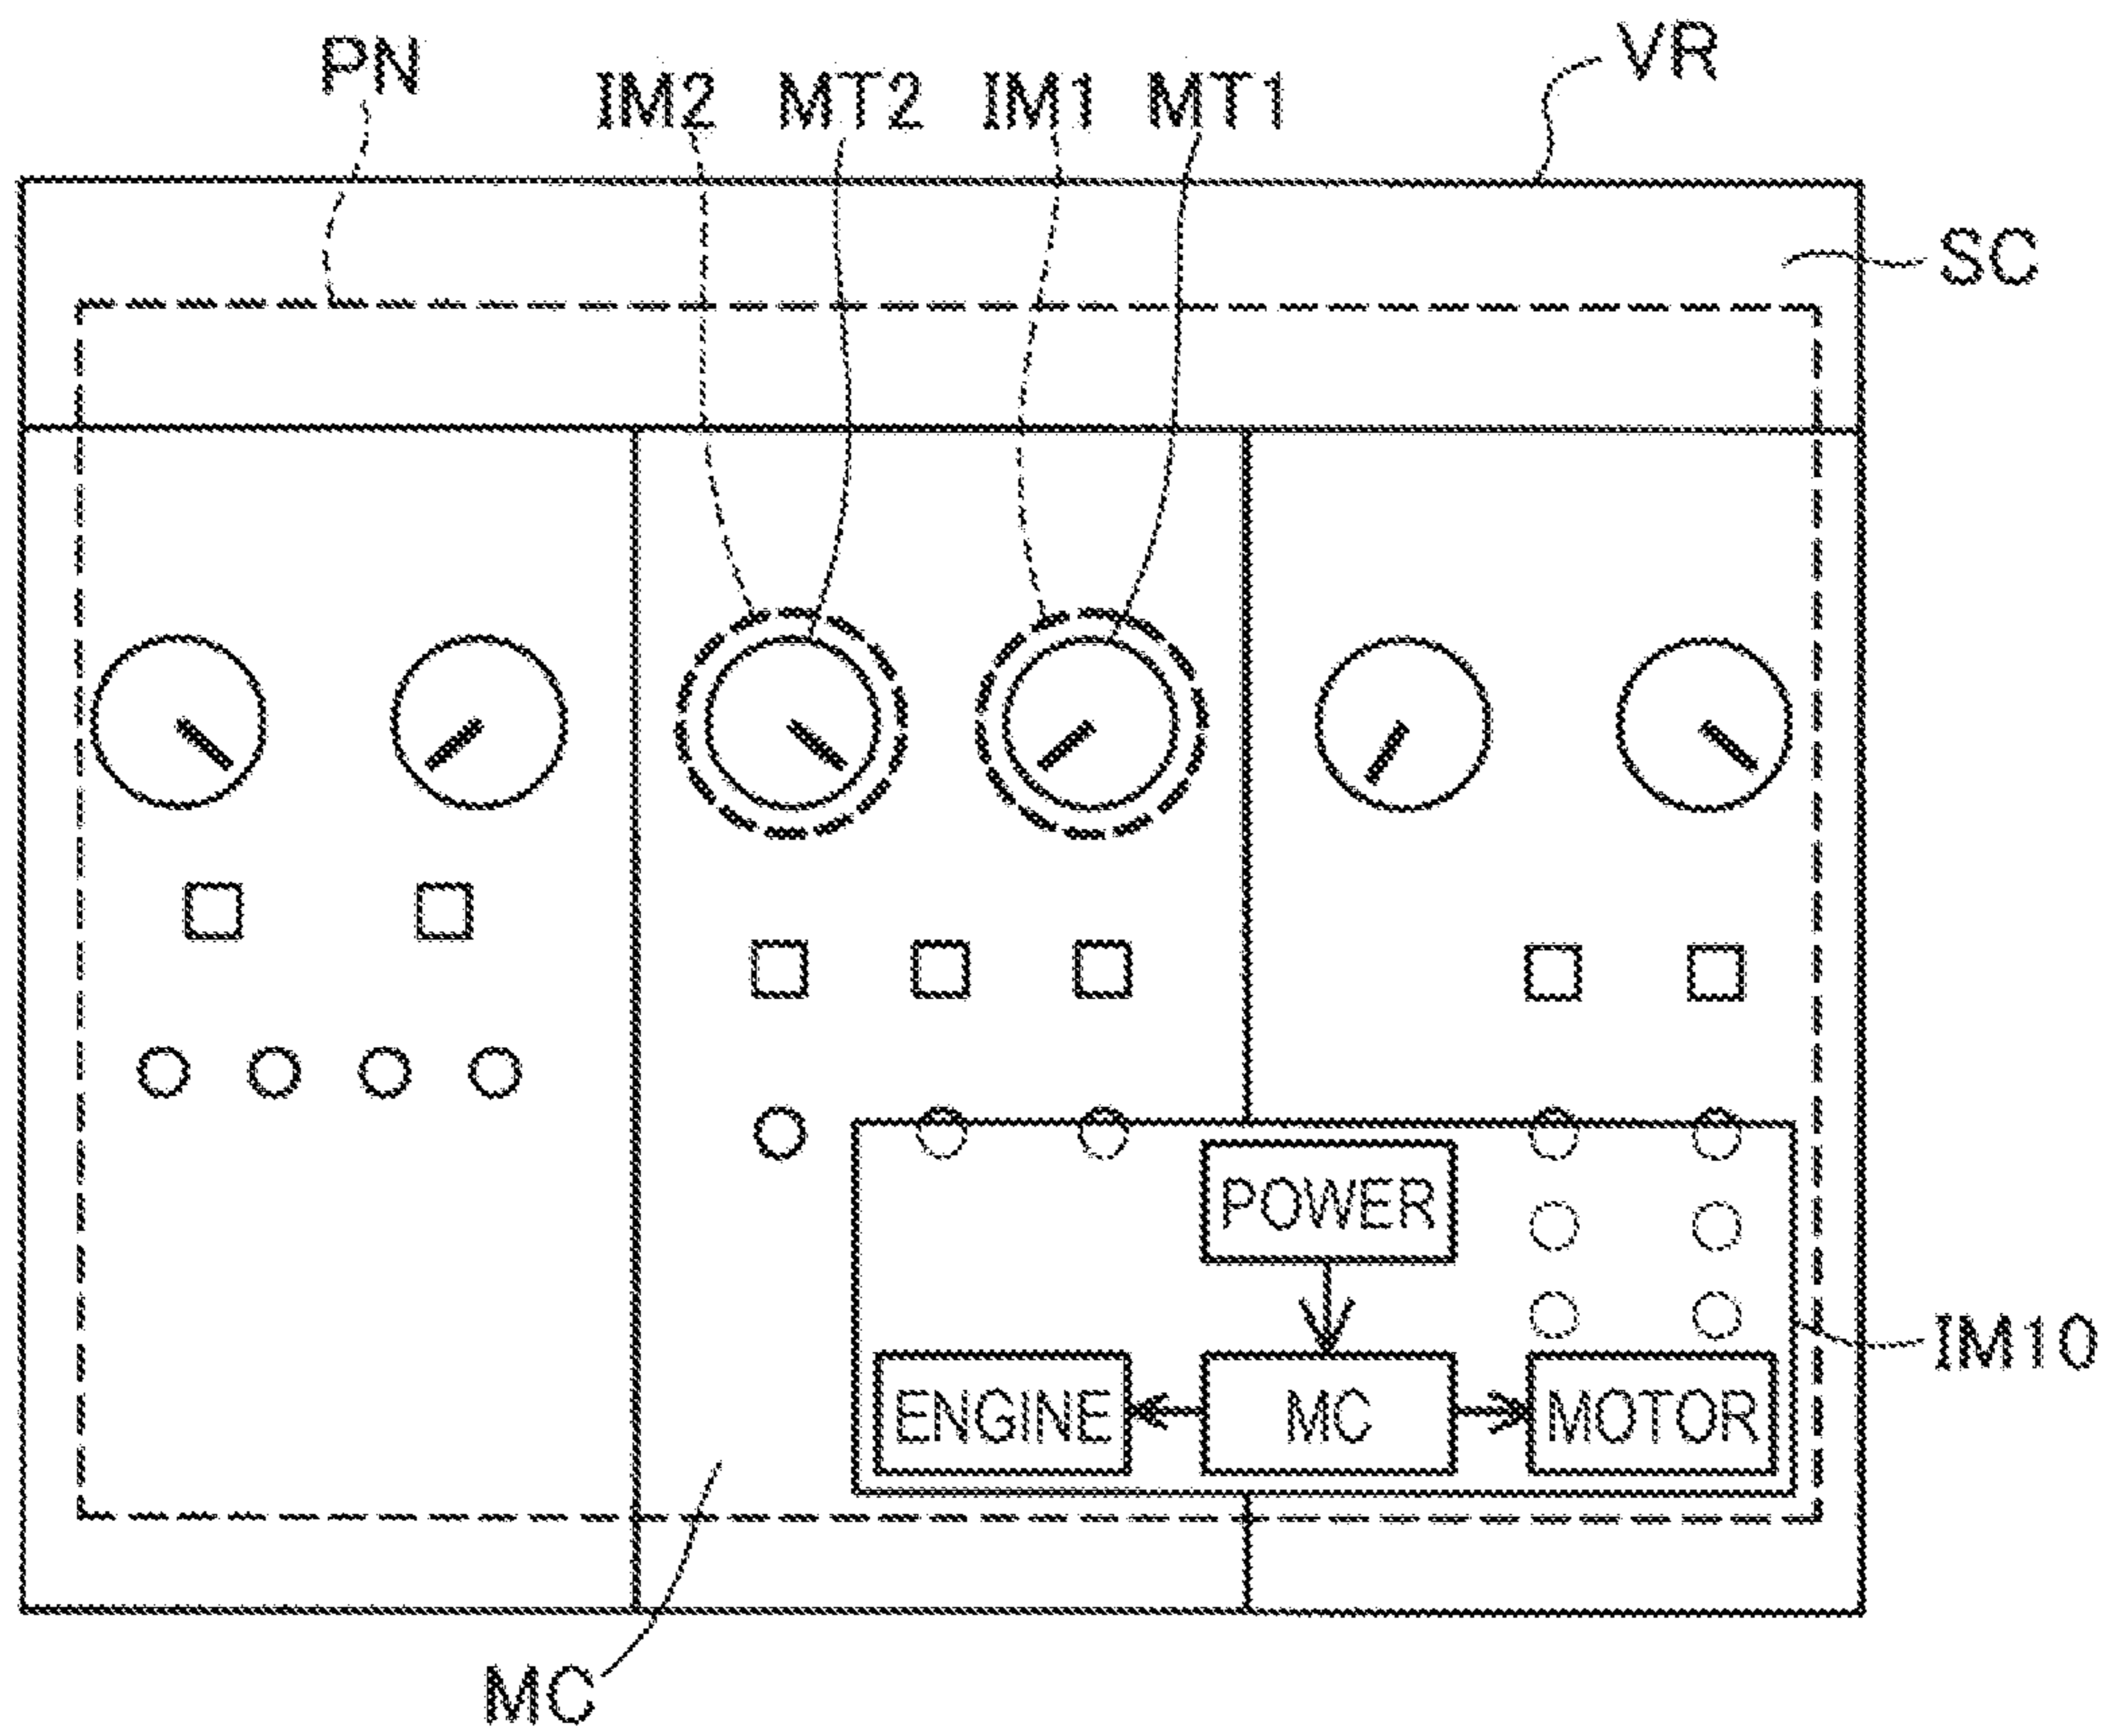 PN
IM2 MT2 IM1 MT1
VR
SC
POWER
IM10
ENGINE MC MOTOR
MC